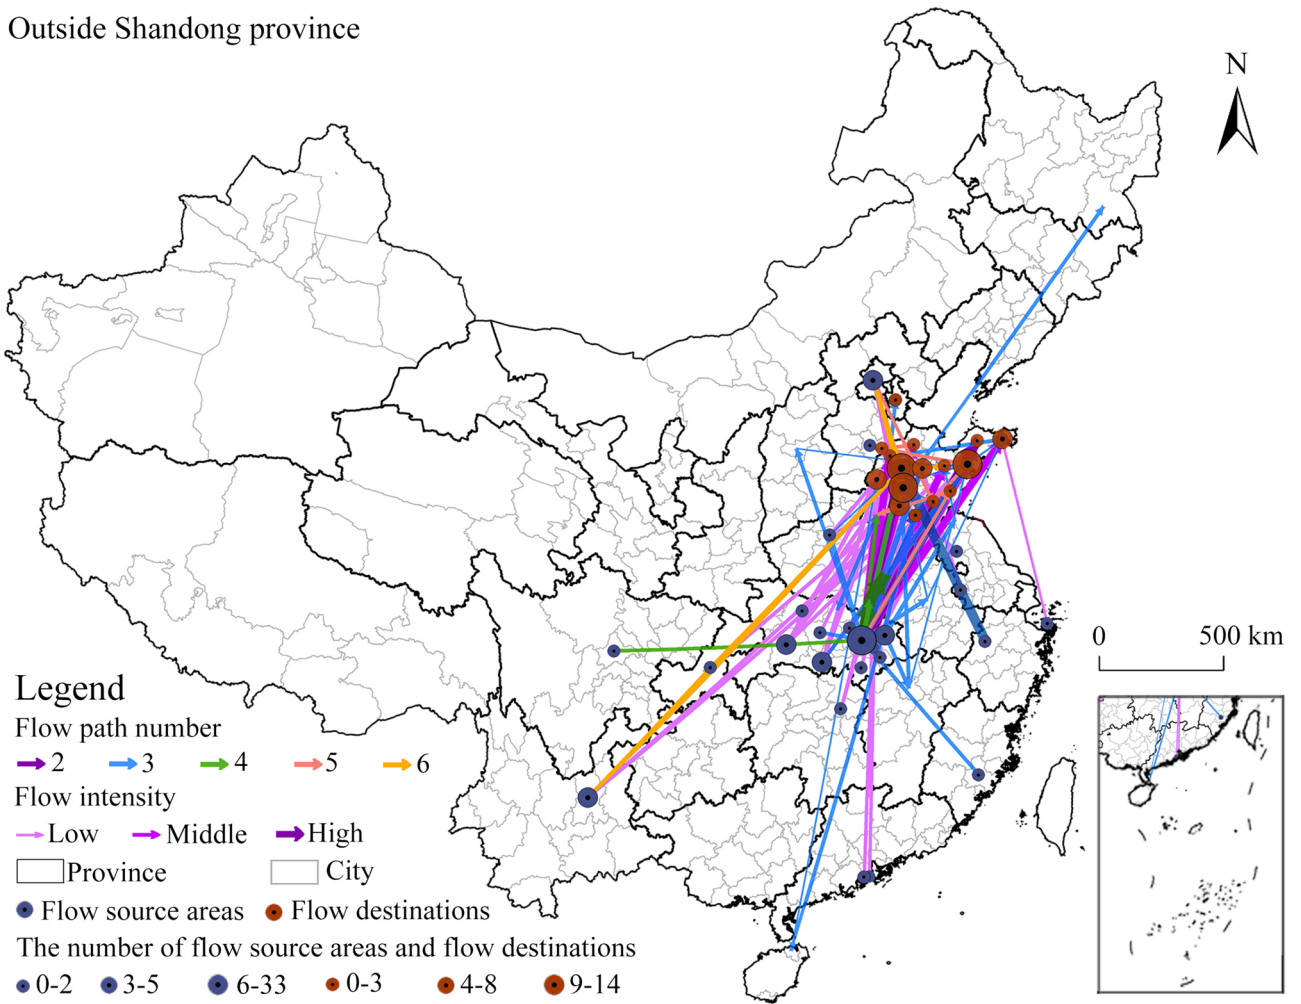 Outside Shandong province
N
0 500 km
Legend
Flow path number
2 3 4 5 6
Flow intensity
Low Middle High
Province City
Flow source areas Flow destinations
The number of flow source areas and flow destinations
0-2 3-5 6-33 0-3 4-8 9-14